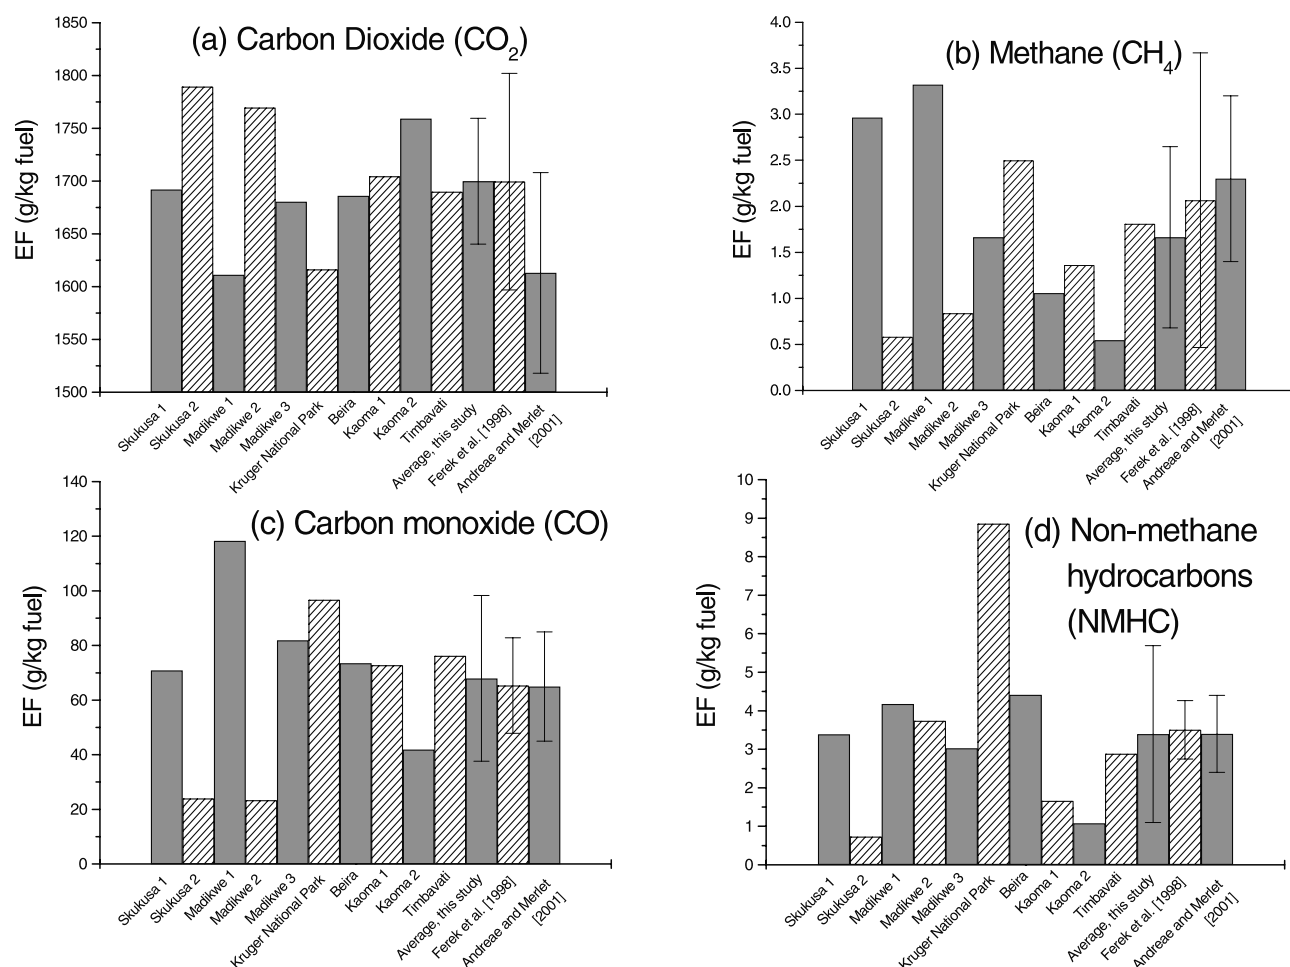 (a) Carbon Dioxide (CO2)
EF (g/kg fuel)
1850
1800
1750
1700
1650
1600
1550
1500
Skukusa 1
Skukusa 2
Madikwe 1
Madikwe 2
Madikwe 3
Kruger National Park
Beira
Kaoma 1
Kaoma 2
Timbavati
Average, this study
Ferek et al. [1998]
Andreae and Merlet
[2001]
(b) Methane (CH4)
EF (g/kg fuel)
4.0
3.5
3.0
2.5
2.0
1.5
1.0
0.5
0.0
Skukusa 1
Skukusa 2
Madikwe 1
Madikwe 2
Madikwe 3
Kruger National Park
Beira
Kaoma 1
Kaoma 2
Timbavati
Average, this study
Ferek et al. [1998]
Andreae and Merlet
[2001]
(c) Carbon monoxide (CO)
EF (g/kg fuel)
140
120
100
80
60
40
20
0
Skukusa 1
Skukusa 2
Madikwe 1
Madikwe 2
Madikwe 3
Kruger National Park
Beira
Kaoma 1
Kaoma 2
Timbavati
Average, this study
Ferek et al. [1998]
Andreae and Merlet
[2001]
(d) Non-methane
hydrocarbons
(NMHC)
EF (g/kg fuel)
10
9
8
7
6
5
4
3
2
1
0
Skukusa 1
Skukusa 2
Madikwe 1
Madikwe 2
Madikwe 3
Kruger National Park
Beira
Kaoma 1
Kaoma 2
Timbavati
Average, this study
Ferek et al. [1998]
Andreae and Merlet
[2001]